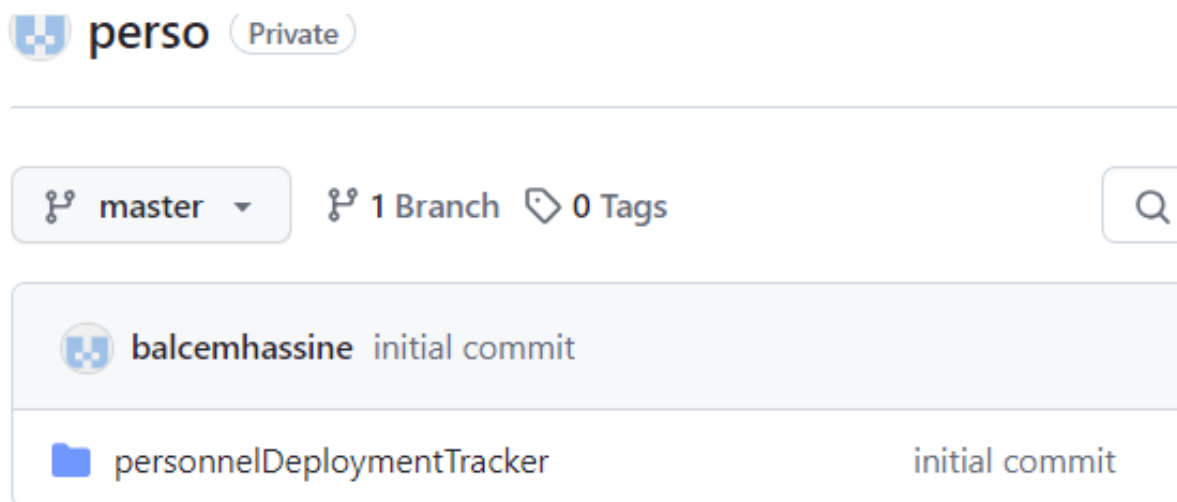 perso Private
master 1 Branch 0 Tags
balcemhassine initial commit
personnelDeploymentTracker initial commit